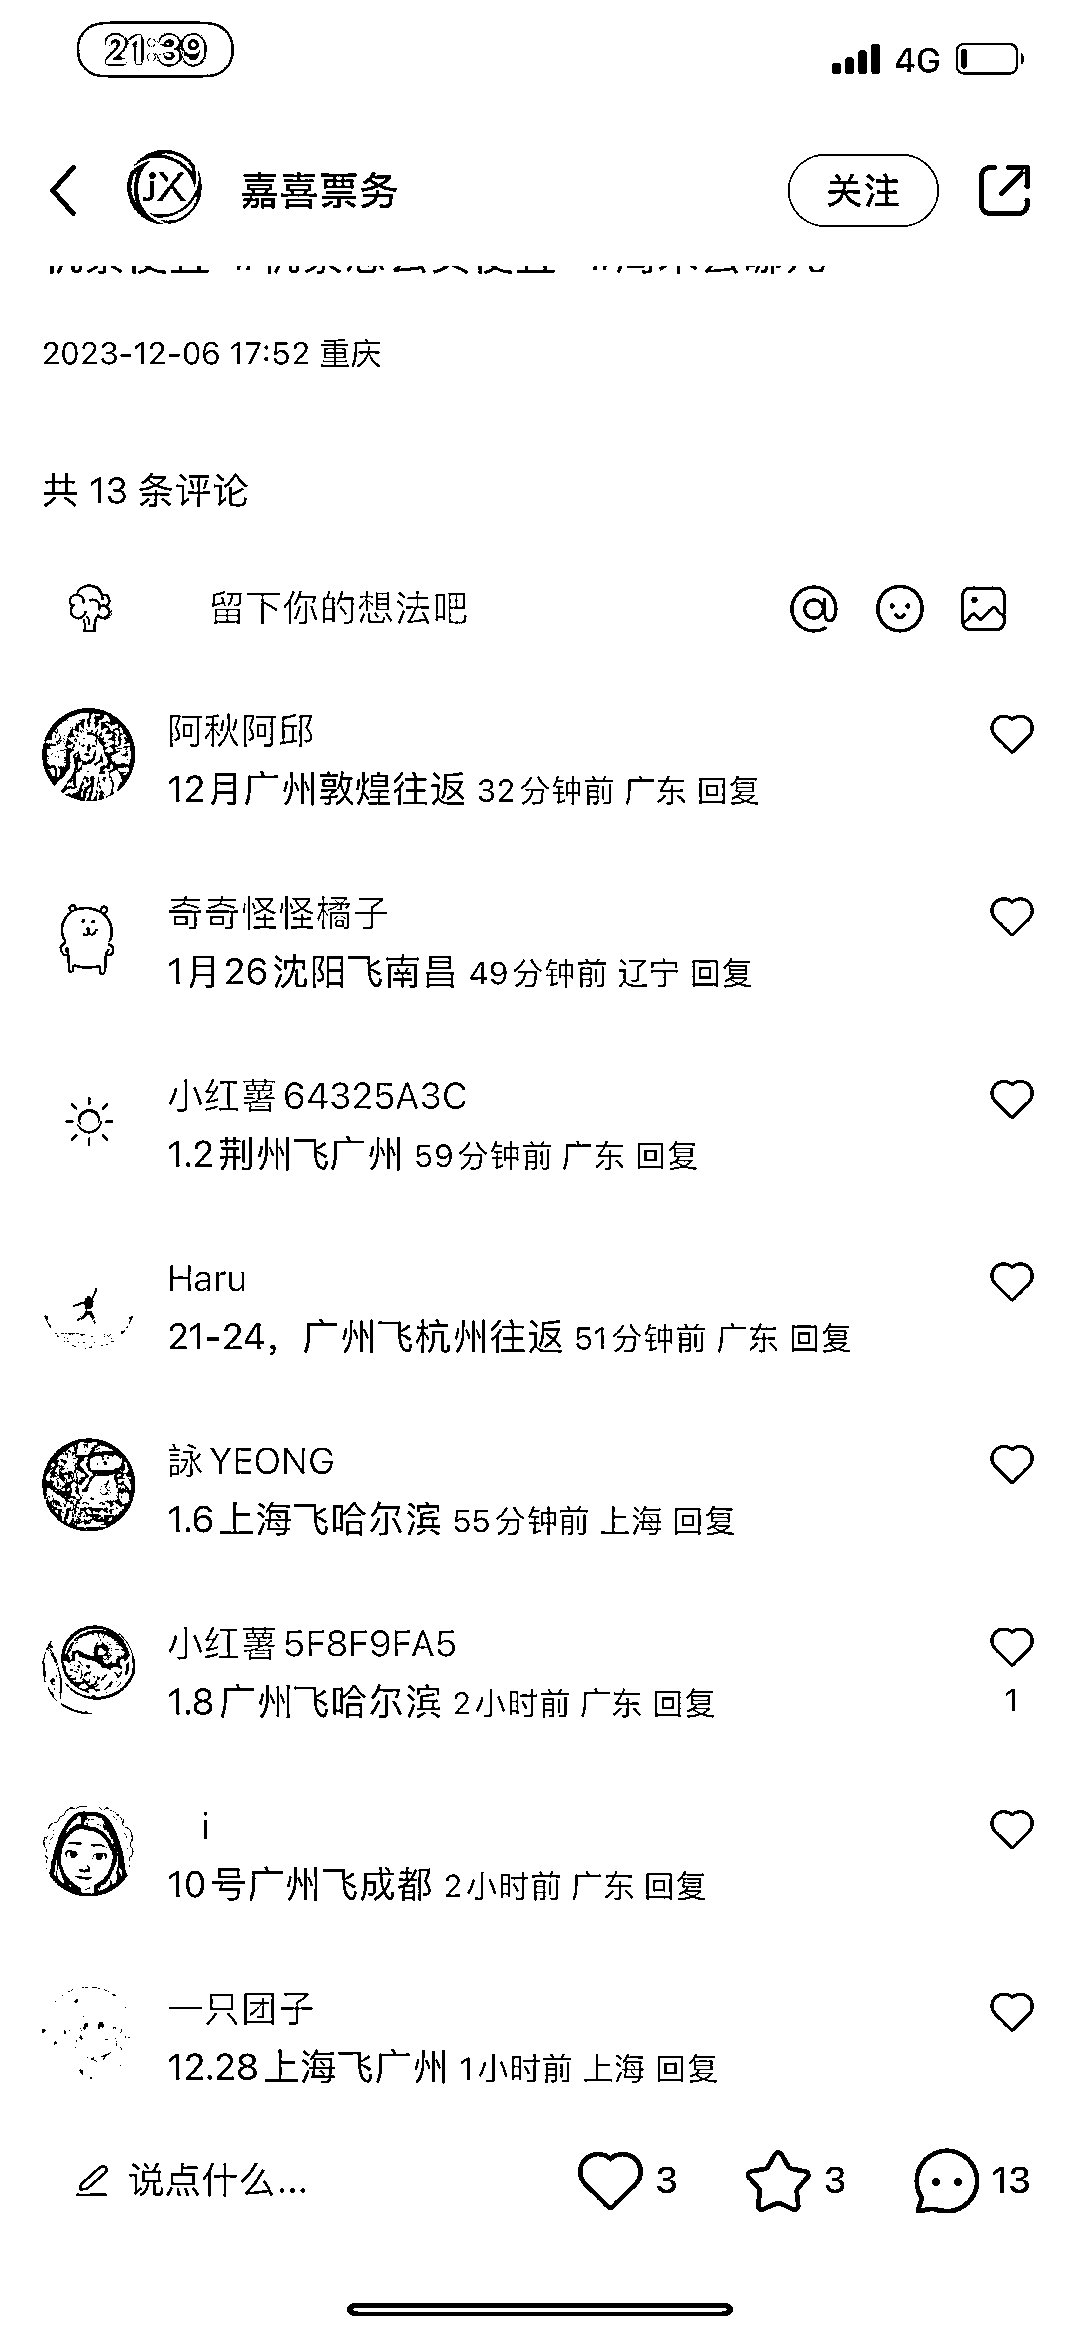 21:39
4G
jX 嘉喜票务 关注
2023-12-06 17:52 重庆
共 13 条评论
留下你的想法吧
阿秋阿邱
12月广州敦煌往返 32分钟前 广东 回复
奇奇怪怪橘子
1月26沈阳飞南昌 49分钟前 辽宁 回复
小红薯64325A3C
1.2荆州飞广州 59分钟前 广东 回复
Haru
21-24，广州飞杭州往返 51分钟前 广东 回复
詠YEONG
1.6上海飞哈尔滨 55分钟前 上海 回复
小红薯5F8F9FA5
1.8广州飞哈尔滨 2小时前 广东 回复
1
i
10号广州飞成都 2小时前 广东 回复
一只团子
12.28上海飞广州 1小时前 上海 回复
说点什么... 3 3 13